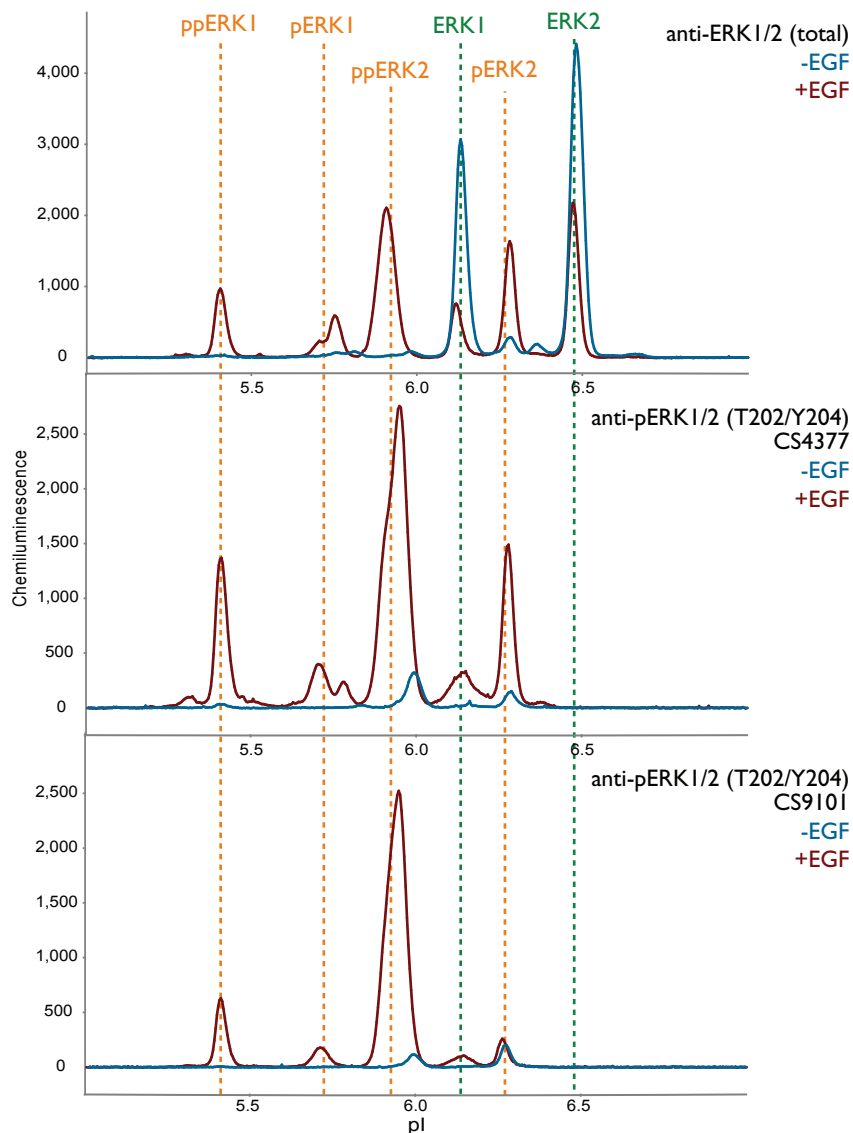 ppERK1 pERK1 ERK1 ERK2
ppERK2 pERK2
anti-ERK1/2 (total)
-EGF
+EGF
4,000
3,000
2,000
1,000
0
5.5 6.0 6.5
anti-pERK1/2 (T202/Y204)
CS4377
-EGF
+EGF
Chemiluminescence
2,500
2,000
1,500
1,000
500
0
5.5 6.0 6.5
anti-pERK1/2 (T202/Y204)
CS9101
-EGF
+EGF
2,500
2,000
1,500
1,000
500
0
5.5 6.0 6.5
pI